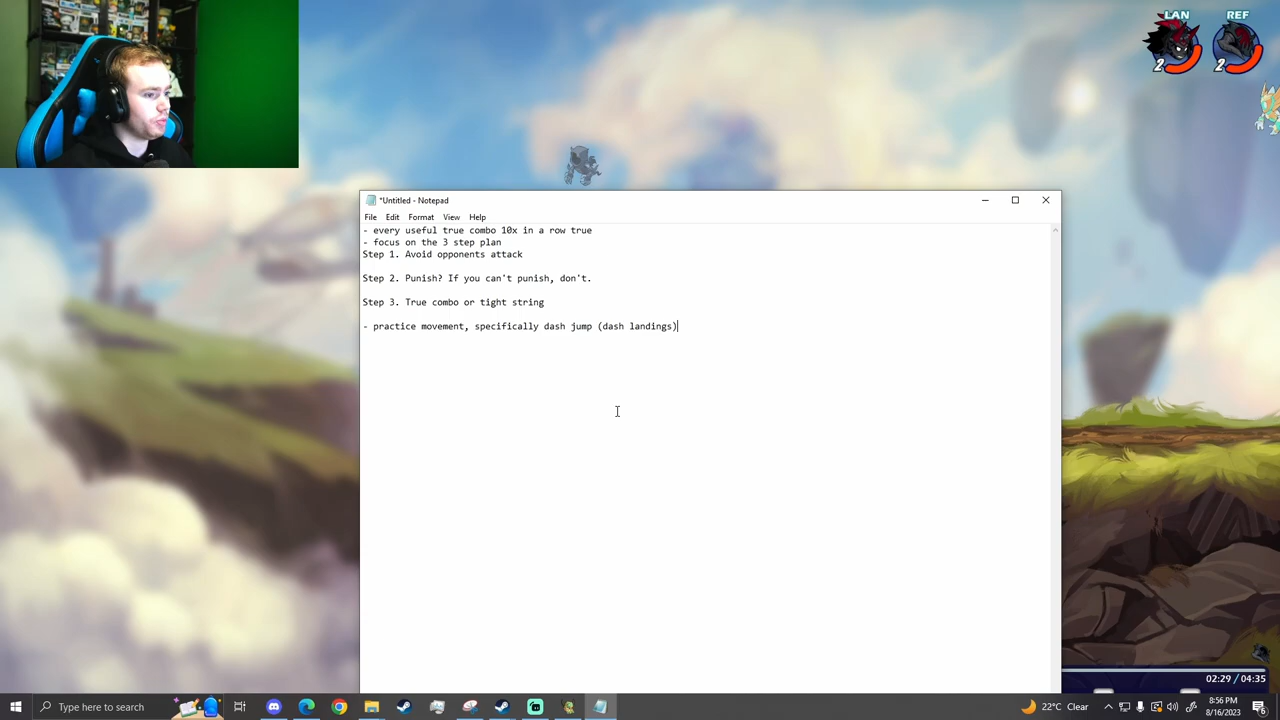 LAN REF
2 2
*Untitled - Notepad
File Edit Format View Help
- every useful true combo 10x in a row true
- focus on the 3 step plan
Step 1. Avoid opponents attack
Step 2. Punish? If you can't punish, don't.
Step 3. True combo or tight string
- practice movement, specifically dash jump (dash landings)
02:29 / 04:35
Type here to search
22°C Clear
8:56 PM
8/16/2023
6